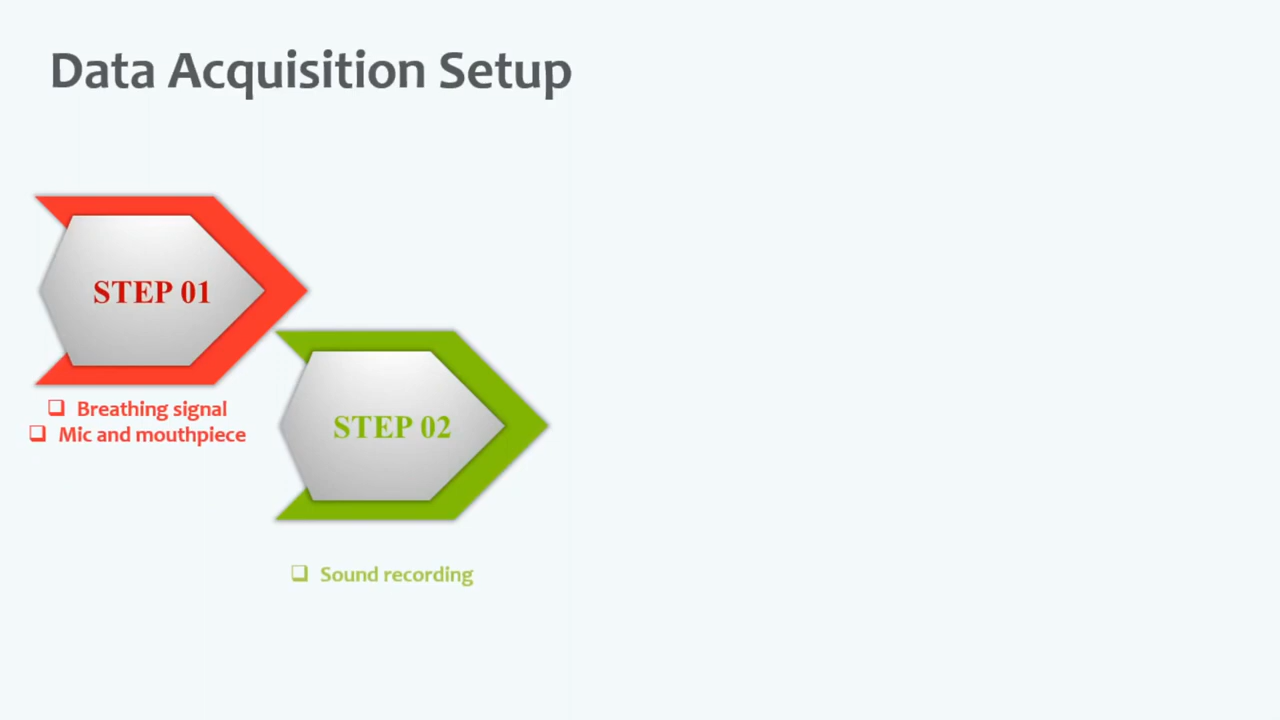 Data Acquisition Setup
STEP 01
❑ Breathing signal
❑ Mic and mouthpiece
STEP 02
❑ Sound recording